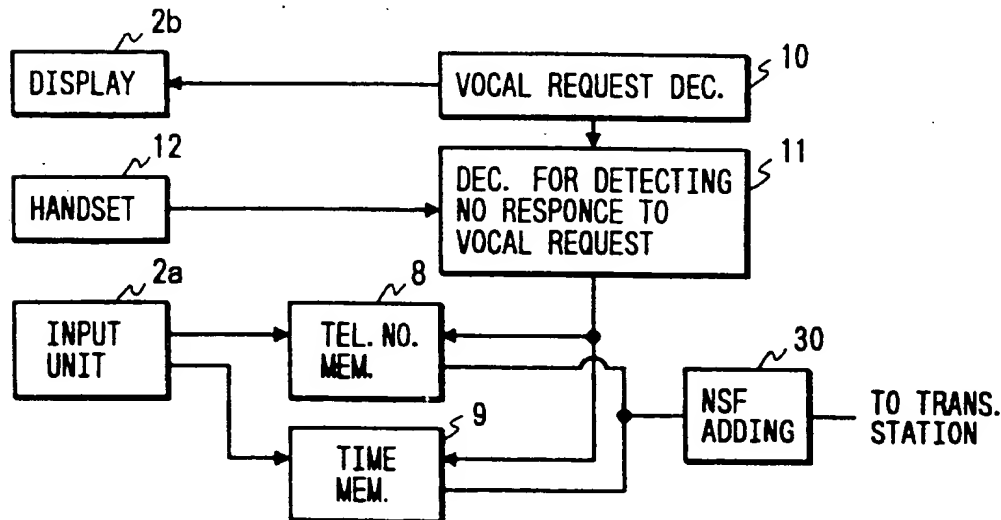 2b
DISPLAY
VOCAL REQUEST DEC.
10
12
HANDSET
DEC. FOR DETECTING
NO RESPONCE TO
VOCAL REQUEST
11
2a
INPUT
UNIT
8
TEL. NO.
MEM.
30
NSF
ADDING
TO TRANS.
STATION
9
TIME
MEM.